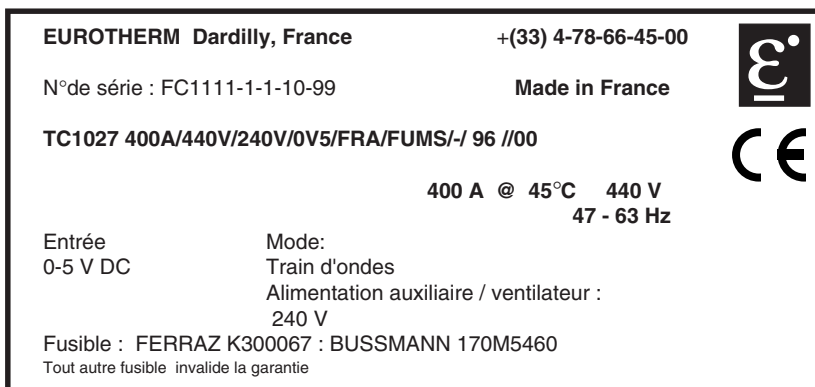 EUROTHERM Dardilly, France +(33) 4-78-66-45-00
N°de série : FC1111-1-1-10-99 Made in France
TC1027 400A/440V/240V/0V5/FRA/FUMS/-/ 96 //00
400 A @ 45°C 440 V
47 - 63 Hz
Entrée Mode:
0-5 V DC Train d'ondes
Alimentation auxiliaire / ventilateur :
240 V
Fusible : FERRAZ K300067 : BUSSMANN 170M5460
Tout autre fusible invalide la garantie
ε
CE